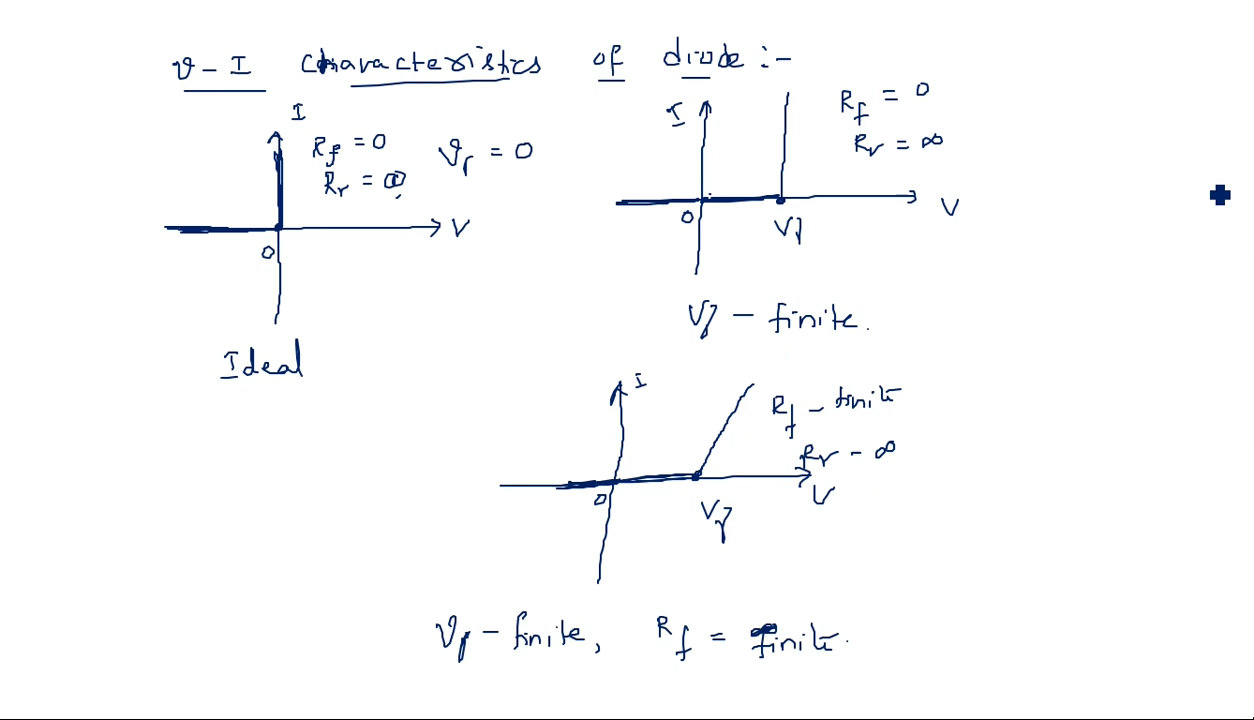 V-I Characteristics of diode :-
I
Rf = 0
Rr = ∞
Vγ = 0
V
0
Ideal
I
Rf = 0
Rr = ∞
0
Vγ
V
Vγ - finite.
I
Rf - finite
Rr - ∞
0
Vγ
V
Vγ - finite, Rf = finite.